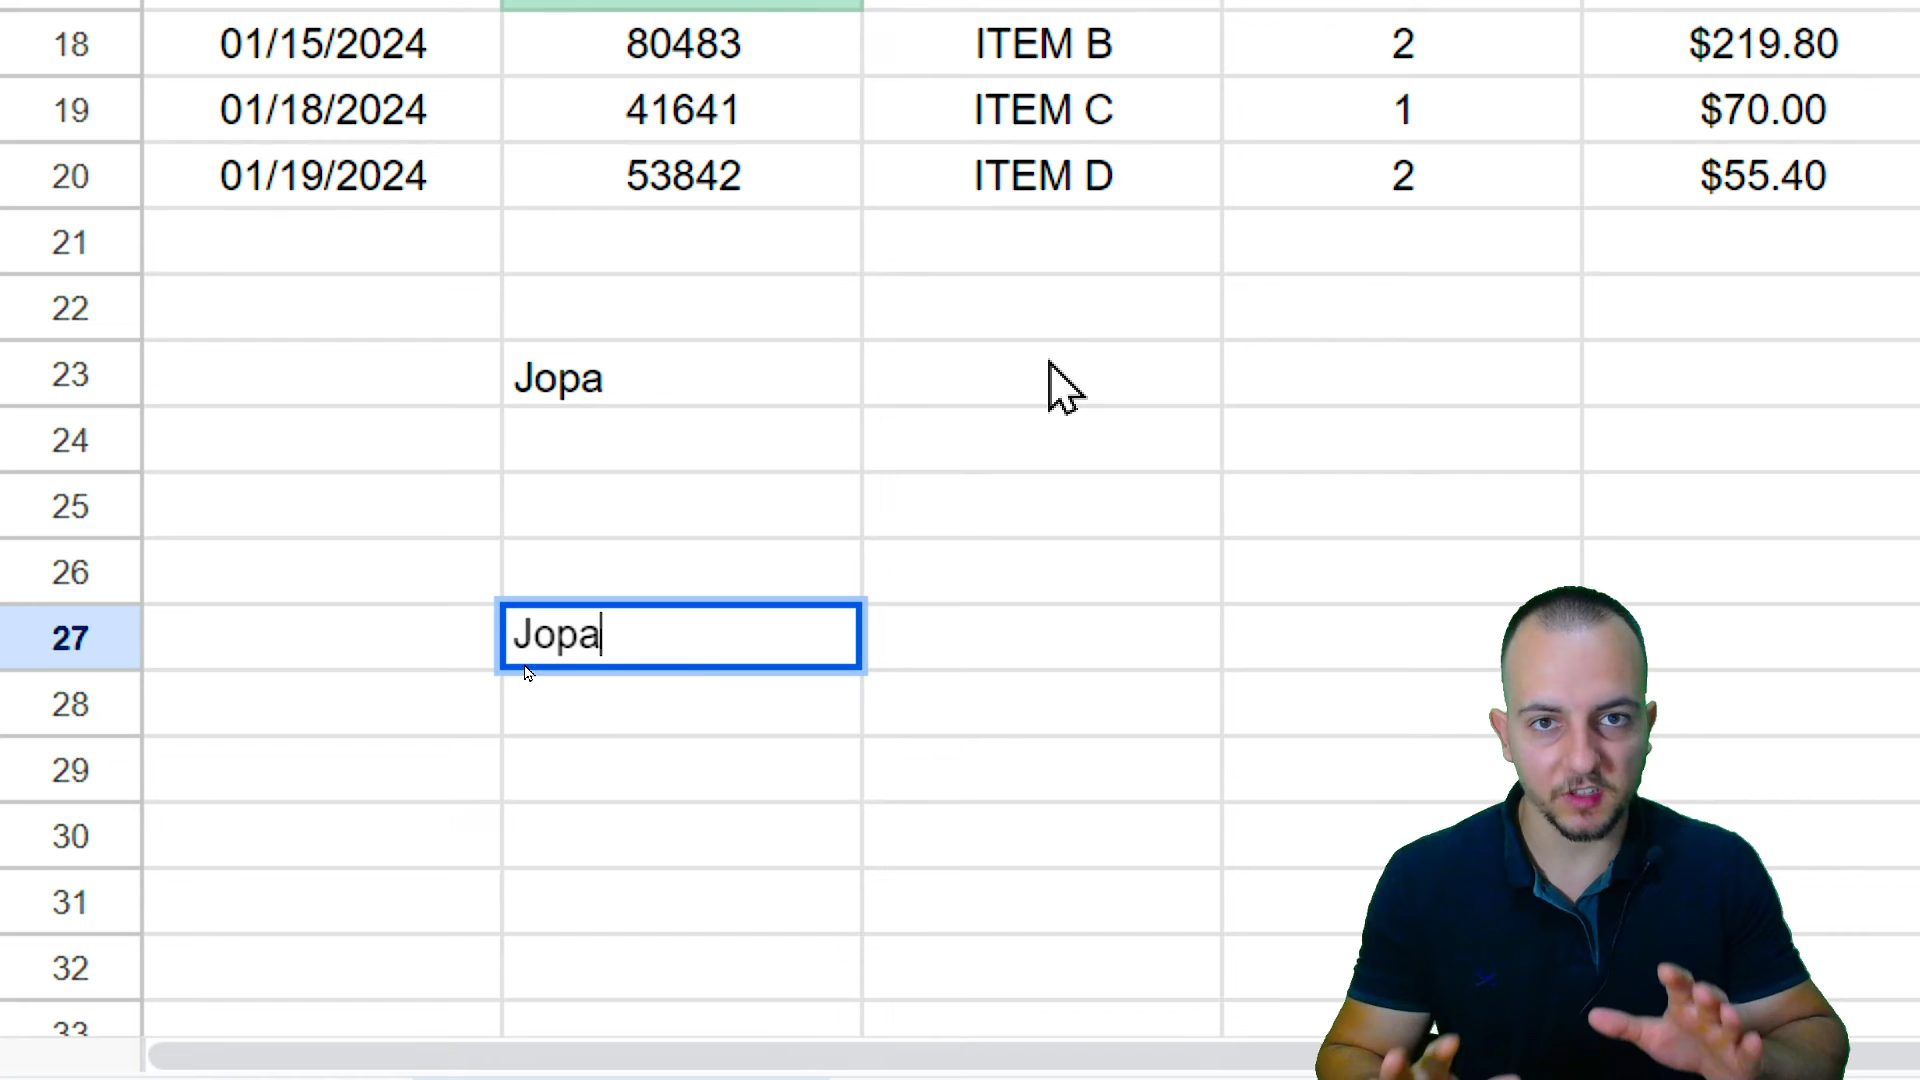 18 01/15/2024 80483 ITEM B 2 $219.80
19 01/18/2024 41641 ITEM C 1 $70.00
20 01/19/2024 53842 ITEM D 2 $55.40
21
22
23 Jopa
24
25
26
27 Jopa
28
29
30
31
32
33